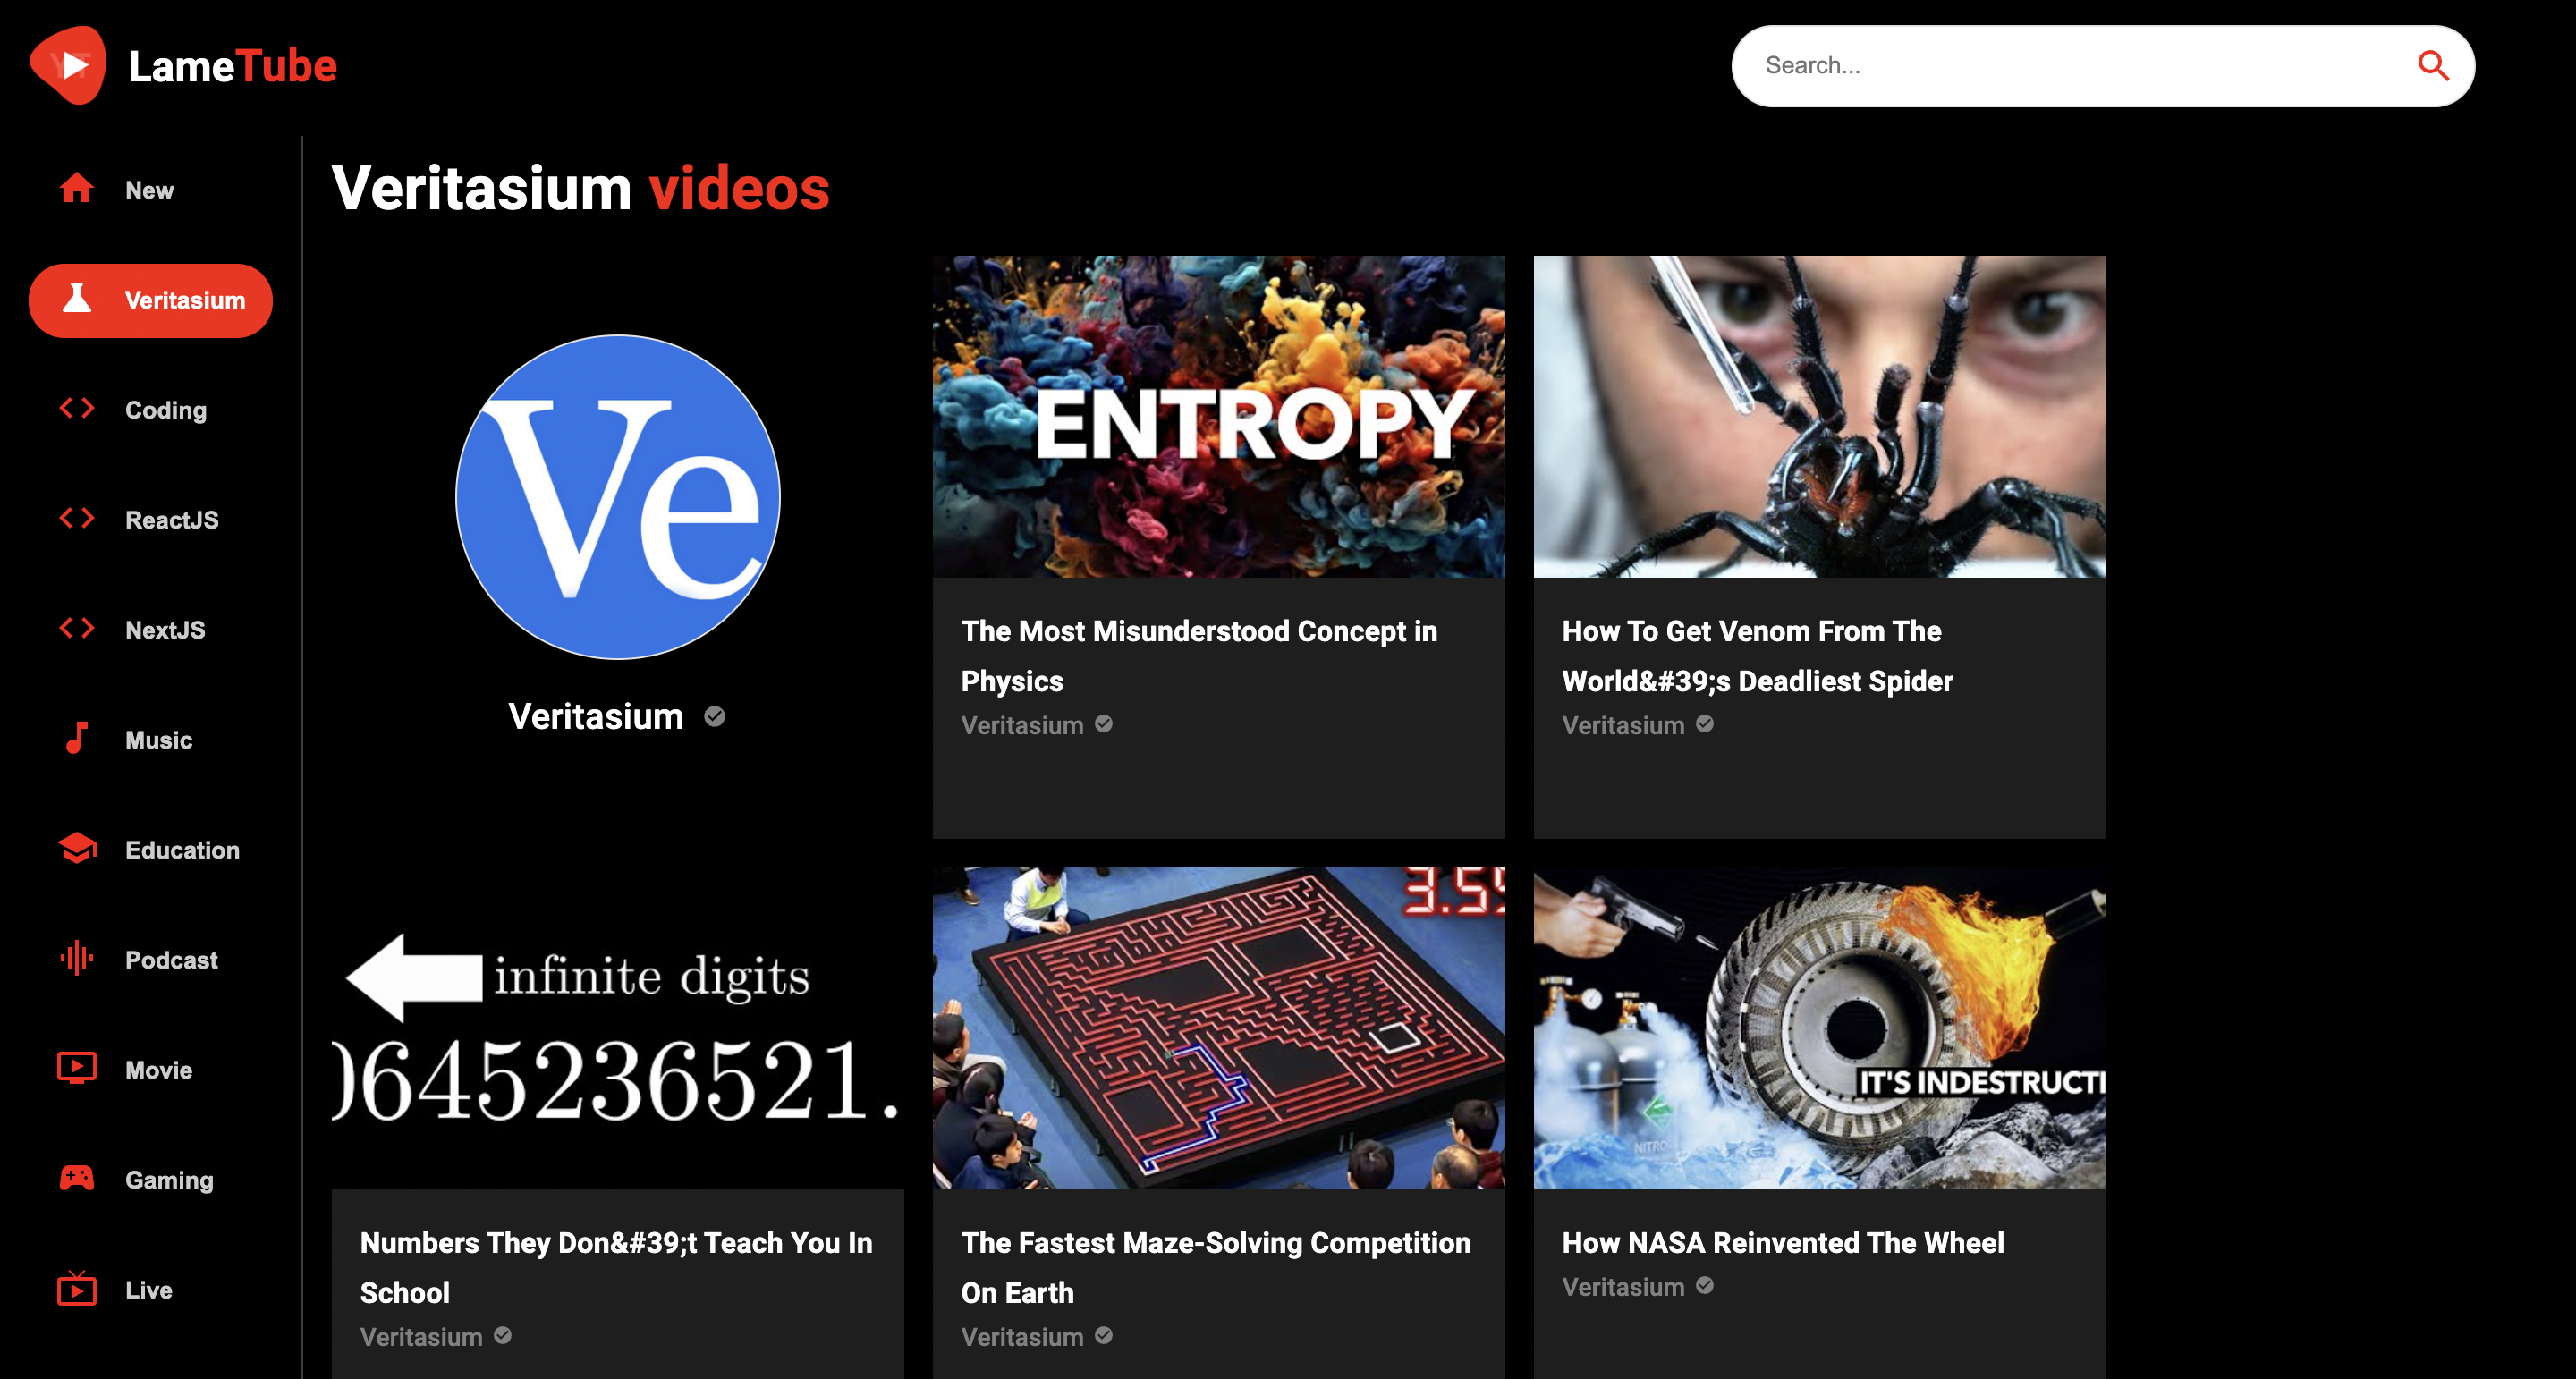 LameTube
Search...
New
Veritasium
Coding
ReactJS
NextJS
Music
Education
Podcast
Movie
Gaming
Live
Veritasium videos
Ve
Veritasium
ENTROPY
The Most Misunderstood Concept in
Physics
Veritasium
How To Get Venom From The
World&#39;s Deadliest Spider
Veritasium
infinite digits
0645236521.
Numbers They Don&#39;t Teach You In
School
Veritasium
3.5
The Fastest Maze-Solving Competition
On Earth
Veritasium
IT'S INDESTRUCTI
NITRO
How NASA Reinvented The Wheel
Veritasium